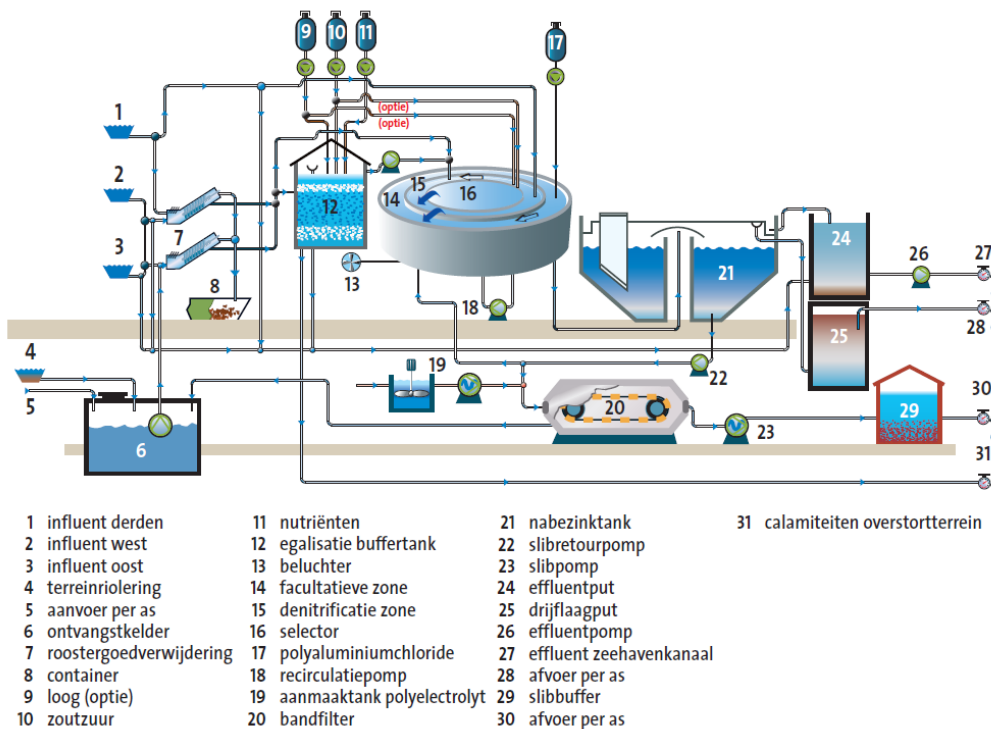 9 10 11 17
1
(optie)
(optie)
2
15 16
14
12
3
7
24
21
26 27
13
8
18
28
25
4
19
22
5
20
30
29
23
6
31
1 influent derden
2 influent west
3 influent oost
4 terreinriolering
5 aanvoer per as
6 ontvangstkelder
7 roostergoedverwijdering
8 container
9 loog (optie)
10 zoutzuur
11 nutriënten
12 egalisatie buffertank
13 beluchter
14 facultatieve zone
15 denitrificatie zone
16 selector
17 polyaluminiumchloride
18 recirculatiepomp
19 aanmaaktank polyelectrolyt
20 bandfilter
21 nabezinktank
22 slibretourpomp
23 slibpomp
24 effluentput
25 drijflaagput
26 effluentpomp
27 effluent zeehavenkanaal
28 afvoer per as
29 slibbuffer
30 afvoer per as
31 calamiteiten overstortterrein